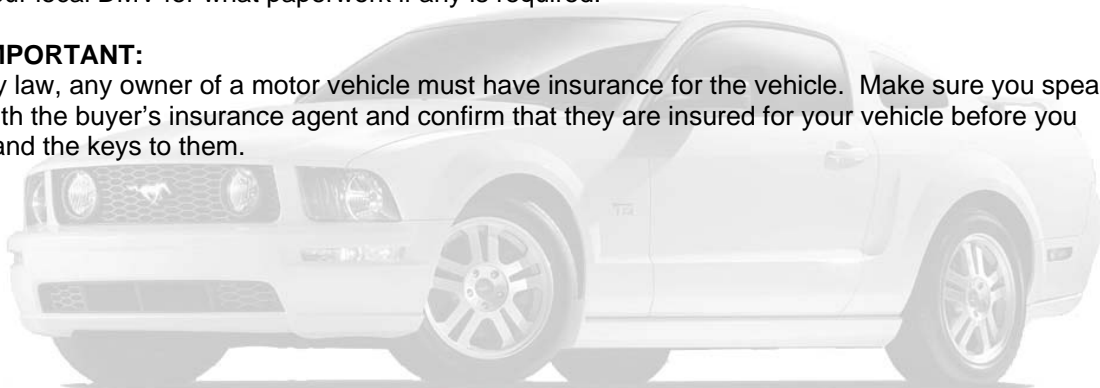 ur local DMV for what paperwork if any is required.
MPORTANT:
y law, any owner of a motor vehicle must have insurance for the vehicle.  Make sure you spea
th the buyer's insurance agent and confirm that they are insured for your vehicle before you
and the keys to them.